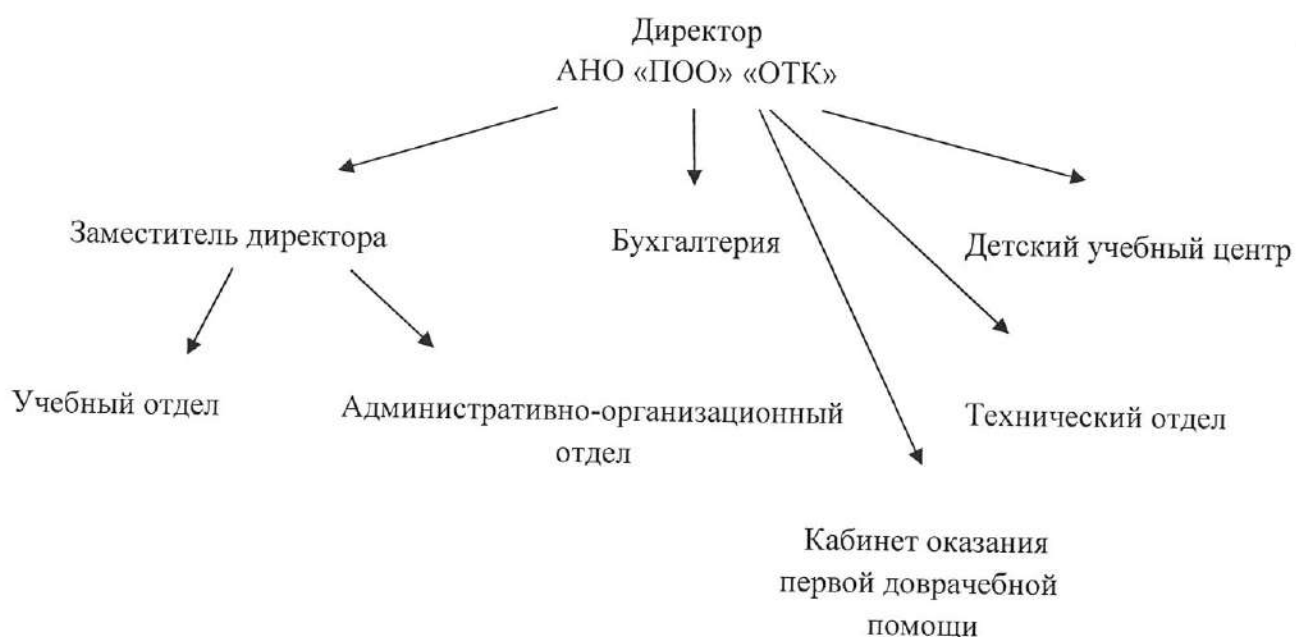 Директор
АНО «ПОО» «ОТК»
Заместитель директора
Бухгалтерия
Детский учебный центр
Учебный отдел
Административно-организационный
отдел
Технический отдел
Кабинет оказания
первой доврачебной
помощи